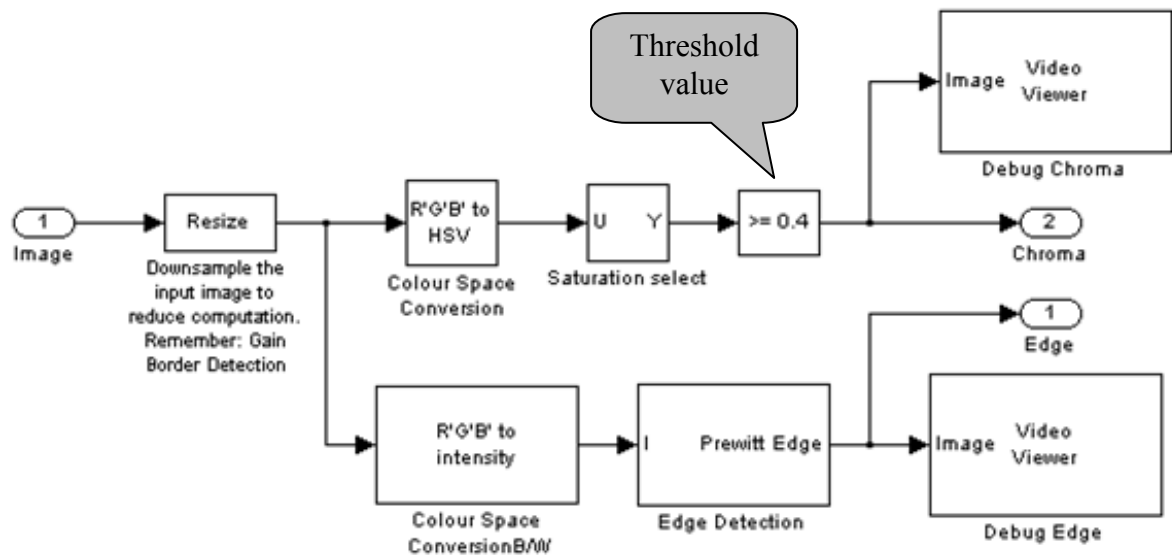 Threshold
value
Image
Video
Viewer
Debug Chroma
1
Image
Resize
Downsample the
input image to
reduce computation.
Remember: Gain
Border Detection
R'G'B' to
HSV
Colour Space
Conversion
U
Y
Saturation select
>= 0.4
2
Chroma
1
Edge
R'G'B' to
intensity
Colour Space
ConversionB/W
I
Prewitt Edge
Edge Detection
Image
Video
Viewer
Debug Edge